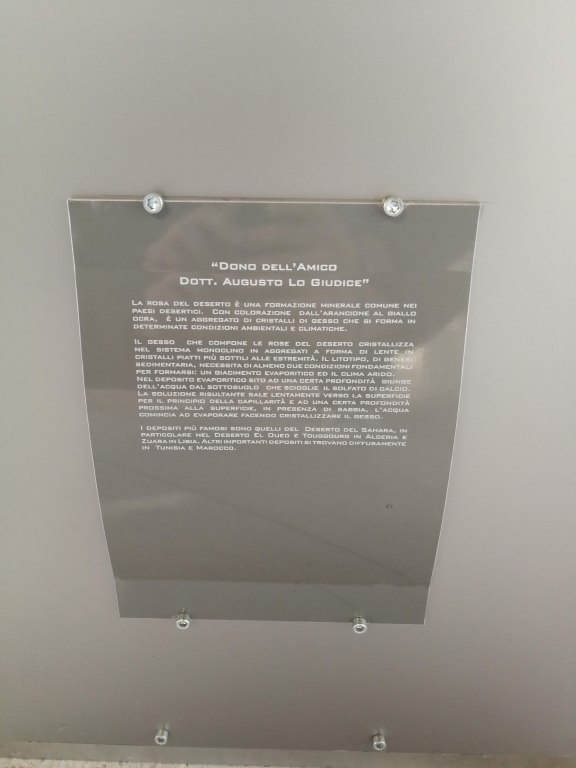 "DONO DELL'AMICO
DOTT. AUGUSTO LO GIUDICE"
LA ROSA DEL DESERTO È UNA FORMAZIONE MINERALE COMUNE NEI
PAESI DESERTICI. CON COLORAZIONE DALL'ARANCIONE AL GIALLO
OCRA, È UN AGGREGATO DI CRISTALLI DI GESSO CHE SI FORMA IN
DETERMINATE CONDIZIONI AMBIENTALI E CLIMATICHE.
IL GESSO CHE COMPONE LE ROSE DEL DESERTO CRISTALLIZZA
NEL SISTEMA MONOCLINO IN AGGREGATI A FORMA DI LENTE IN
CRISTALLI PIATTI PIÙ SOTTILI ALLE ESTREMITÀ. IL LITOTIPO, DI GENESI
SEDIMENTARIA, NECESSITA DI ALMENO DUE CONDIZIONI FONDAMENTALI
PER FORMARSI: UN GIACIMENTO EVAPORITICO ED IL CLIMA ARIDO.
NEL DEPOSITO EVAPORITICO SITO AD UNA CERTA PROFONDITÀ GIUNGE
DELL'ACQUA DAL SOTTOSUOLO CHE SCIOGLIE IL SOLFATO DI CALCIO.
LA SOLUZIONE RISULTANTE SALE LENTAMENTE VERSO LA SUPERFICIE
PER IL PRINCIPIO DELLA CAPILLARITÀ E AD UNA CERTA PROFONDITÀ
PROSSIMA ALLA SUPERFICIE, IN PRESENZA DI SABBIA, L'ACQUA
COMINCIA AD EVAPORARE FACENDO CRISTALLIZZARE IL GESSO.
I DEPOSITI PIÙ FAMOSI SONO QUELLI DEL DESERTO DEL SAHARA, IN
PARTICOLARE NEL DESERTO EL OUED E TOUGGOURG IN ALGERIA E
ZUARA IN LIBIA. ALTRI IMPORTANTI DEPOSITI SI TROVANO DIFFUSAMENTE
IN TUNISIA E MAROCCO.